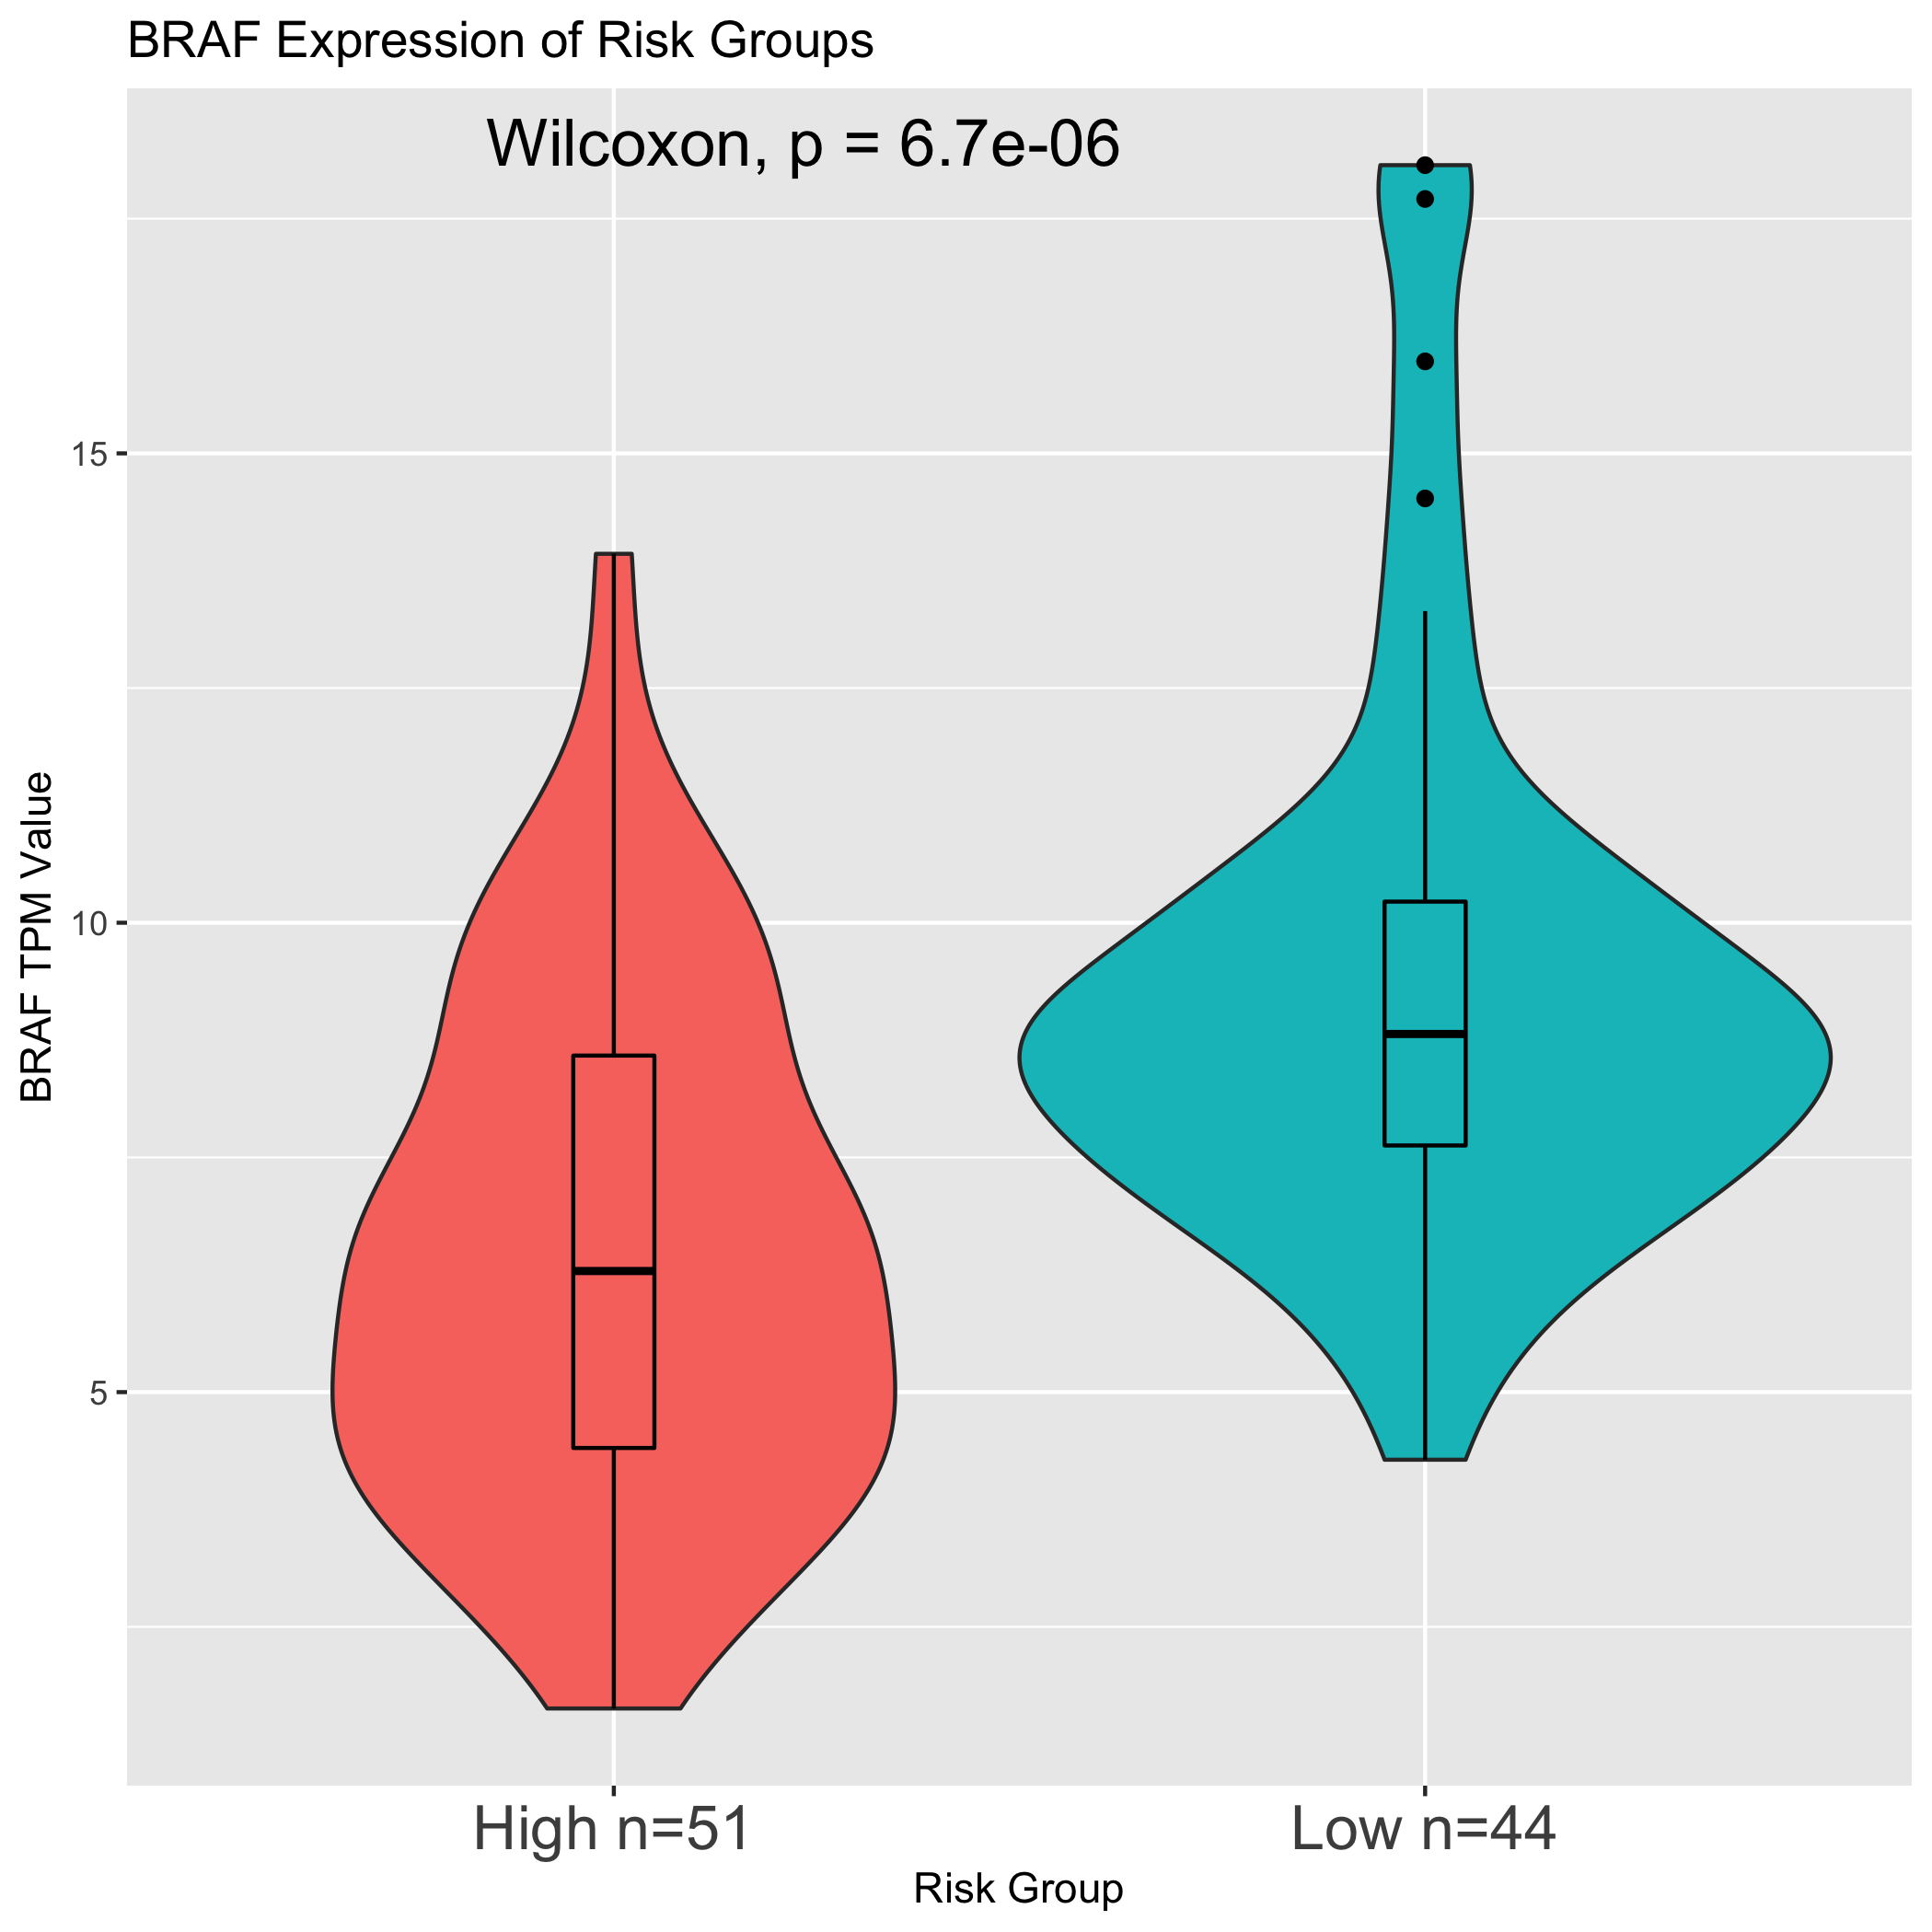 BRAF Expression of Risk Groups
Wilcoxon, p = 6.7e-06
15
10
5
BRAF TPM Value
High n=51
Low n=44
Risk Group